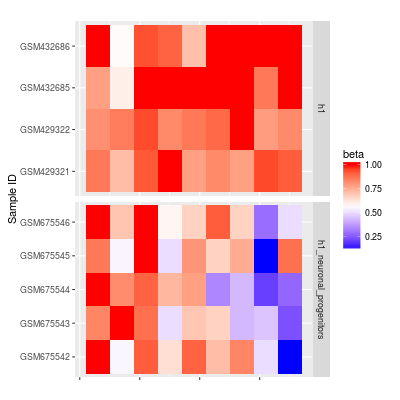 Sample ID
GSM432686
GSM432685
GSM429322
GSM429321
h1
GSM675546
GSM675545
GSM675544
GSM675543
GSM675542
h1_neuronal_progenitors
beta
1.00
0.75
0.50
0.25